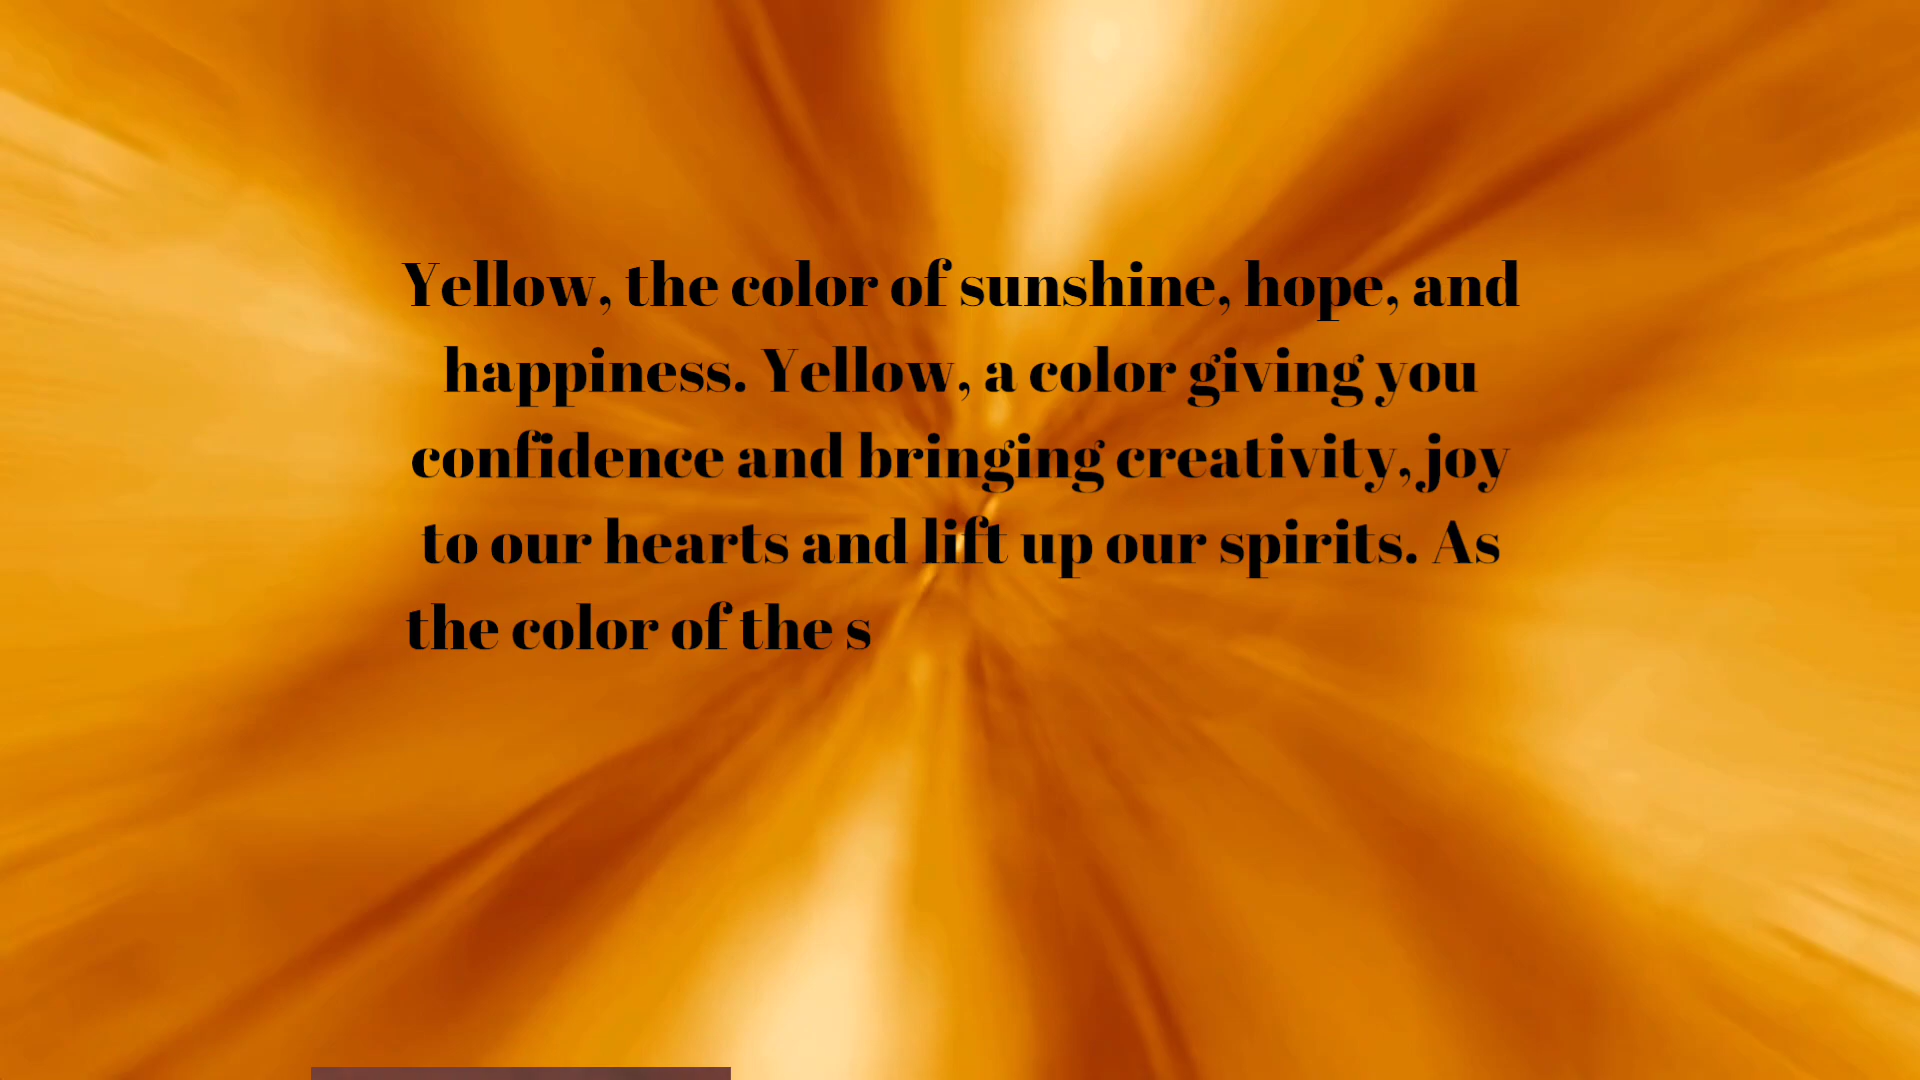 Yellow, the color of sunshine, hope, and
happiness. Yellow, a color giving you
confidence and bringing creativity, joy
to our hearts and lift up our spirits. As
the color of the s